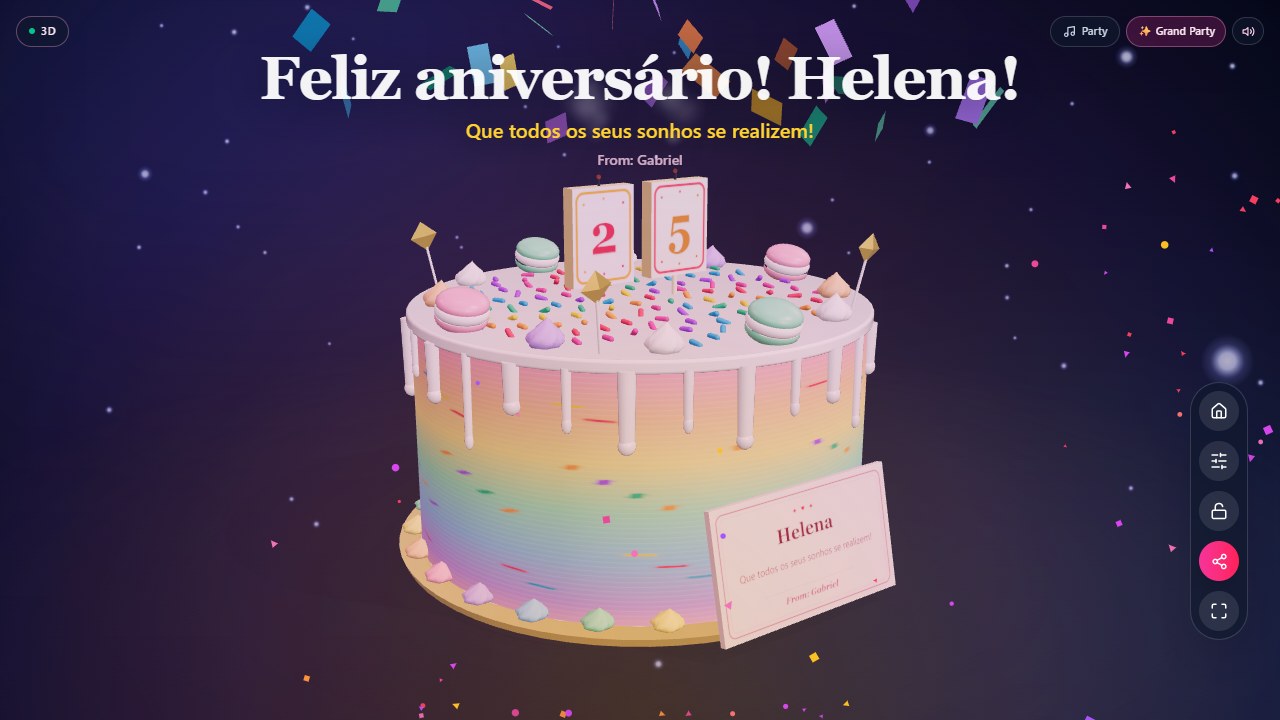 3D
Party
Grand Party
Feliz aniversário! Helena!
Que todos os seus sonhos se realizem!
From: Gabriel
2 5
Helena
Que todos os seus sonhos se realizem!
From: Gabriel